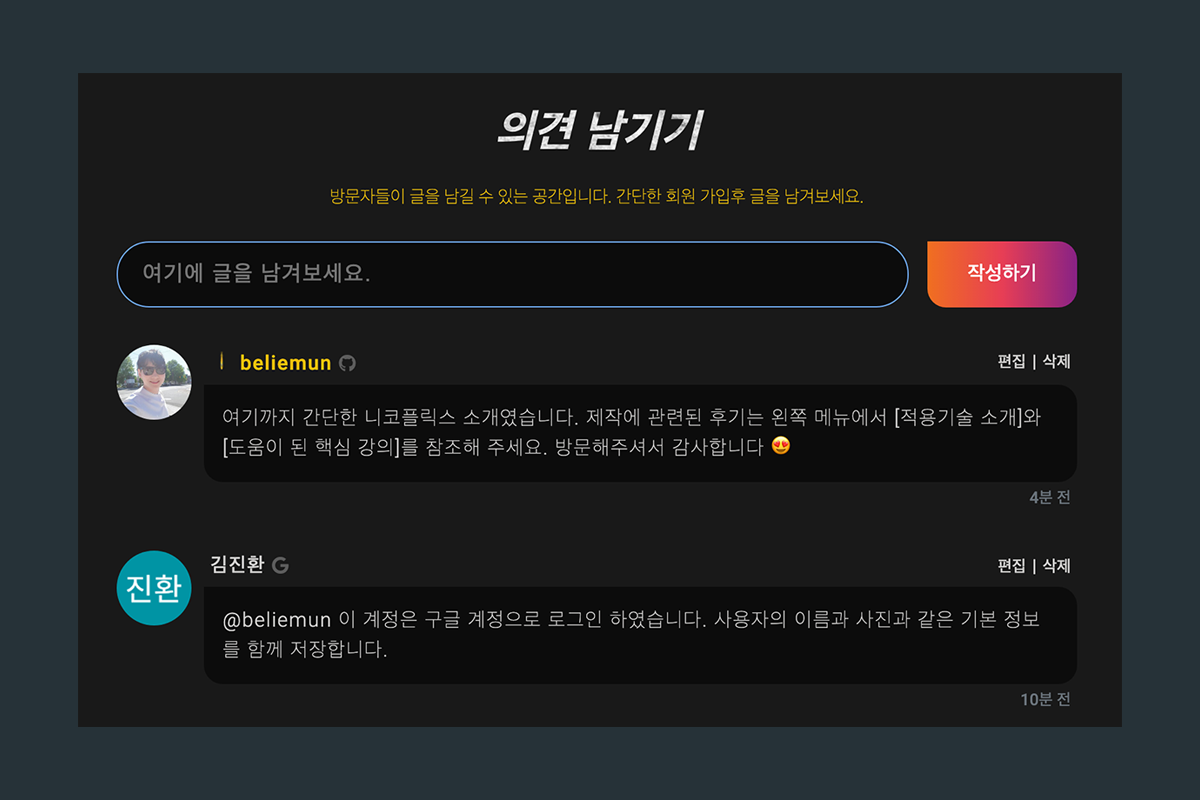 의견 남기기
방문자들이 글을 남길 수 있는 공간입니다. 간단한 회원 가입후 글을 남겨보세요.
여기에 글을 남겨보세요.
작성하기
beliemun
편집 | 삭제
여기까지 간단한 니코플릭스 소개였습니다. 제작에 관련된 후기는 왼쪽 메뉴에서 [적용기술 소개]와
[도움이 된 핵심 강의]를 참조해 주세요. 방문해주셔서 감사합니다 😍
4분 전
진환
김진환
편집 | 삭제
@beliemun 이 계정은 구글 계정으로 로그인 하였습니다. 사용자의 이름과 사진과 같은 기본 정보
를 함께 저장합니다.
10분 전